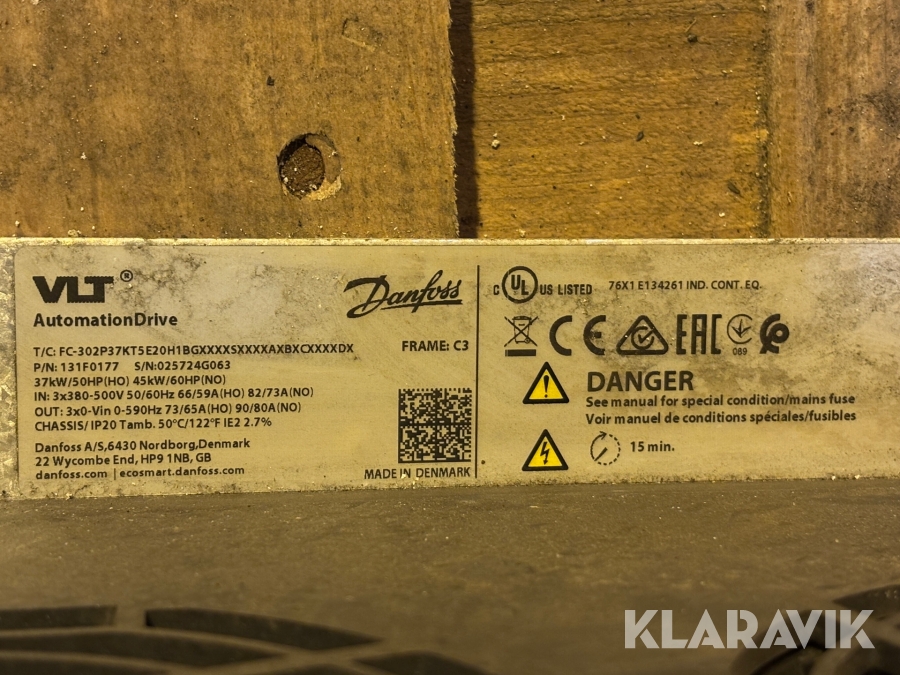 VLT®
AutomationDrive
Danfoss
T/C: FC-302P37KT5E20H1BGXXXXSXXXXAXBXCXXXXDX
P/N: 131F0177 S/N:025724G063
FRAME: C3
37kW/50HP(HO) 45kW/60HP(NO)
IN: 3x380-500V 50/60Hz 66/59A(HO) 82/73A(NO)
OUT: 3x0-Vin 0-590Hz 73/65A(HO) 90/80A(NO)
CHASSIS/ IP20 Tamb. 50°C/122°F IE2 2.7%
Danfoss A/S,6430 Nordborg,Denmark
22 Wycombe End, HP9 1NB, GB
danfoss.com | ecosmart.danfoss.com
MADE IN DENMARK
C UL US LISTED 76X1 E134261 IND. CONT. EQ.
CE EAC 089
DANGER
See manual for special condition/mains fuse
Voir manuel de conditions spéciales/fusibles
15 min.
KLARAVIK